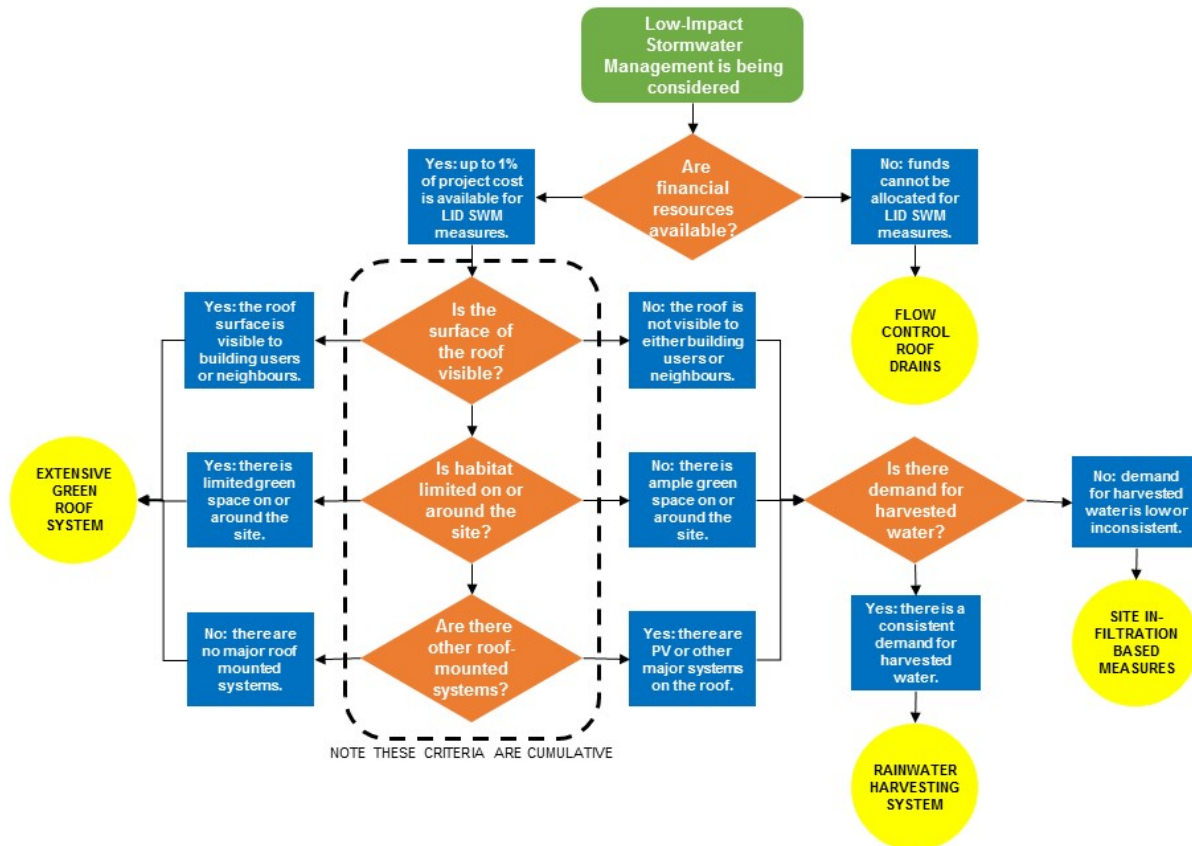 Low-Impact
Stormwater
Management is being
considered
Are
financial
resources
available?
Yes: up to 1%
of project cost
is available for
LID SWM
measures.
No: funds
cannot be
allocated for
LID SWM
measures.
FLOW
CONTROL
ROOF
DRAINS
Is the
surface of
the roof
visible?
Yes: the roof
surface is
visible to
building users
or neighbours.
No: the roof is
not visible to
either building
users or
neighbours.
Is habitat
limited on or
around the
site?
Yes: there is
limited green
space on or
around the
site.
No: there is
ample green
space on or
around the
site.
Are there
other roof-
mounted
systems?
No: there are
no major roof
mounted
systems.
Yes: there are
PV or other
major systems
on the roof.
NOTE THESE CRITERIA ARE CUMULATIVE
EXTENSIVE
GREEN
ROOF
SYSTEM
Is there
demand for
harvested
water?
No: demand
for harvested
water is low or
inconsistent.
SITE IN-
FILTRATION
BASED
MEASURES
Yes: there is a
consistent
demand for
harvested
water.
RAINWATER
HARVESTING
SYSTEM